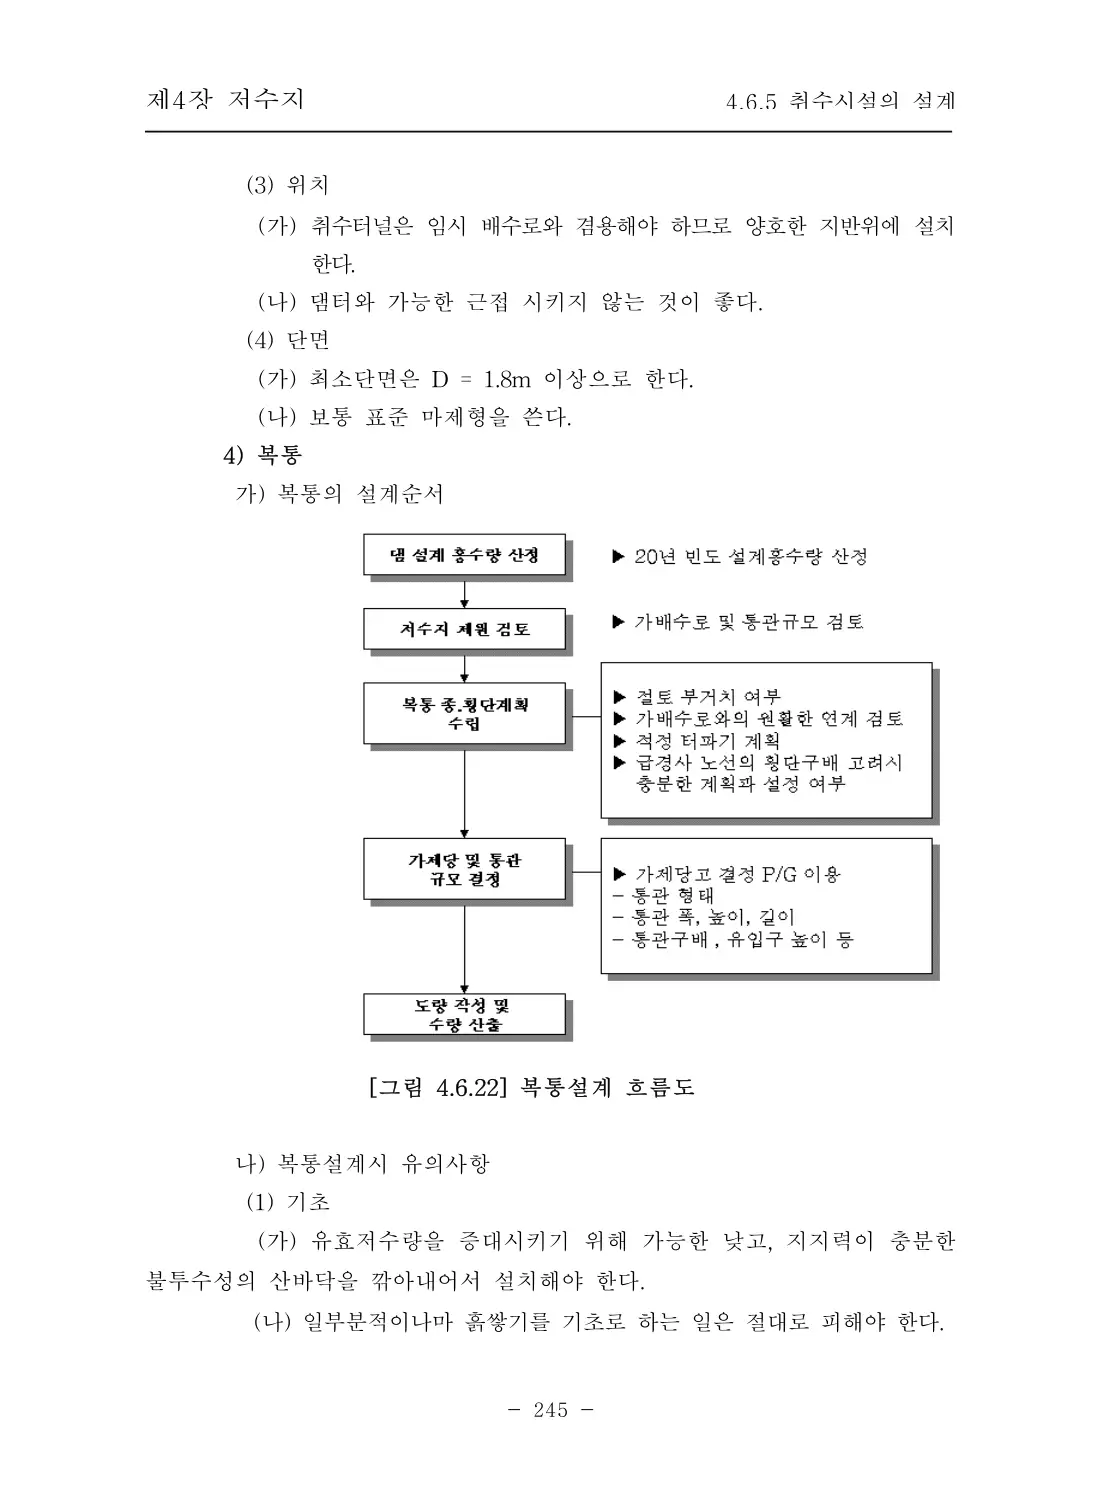 제4장 저수지
4.6.5 취수시설의 설계
(3) 위치
(가) 취수터널은 임시 배수로와 겸용해야 하므로 양호한 지반위에 설치
한다.
(나) 댐터와 가능한 근접 시키지 않는 것이 좋다.
(4) 단면
(가) 최소단면은 D = 1.8m 이상으로 한다.
(나) 보통 표준 마제형을 쓴다.
4) 복통
가) 복통의 설계순서
댐 설계 홍수량 산정
▶ 20년 빈도 설계홍수량 산정
저수지 제원 검토
▶ 가배수로 및 통관규모 검토
복통 종.횡단계획
수립
▶ 절토 부거치 여부
▶ 가배수로와의 원활한 연계 검토
▶ 적정 터파기 계획
▶ 급경사 노선의 횡단구배 고려시
충분한 계획파 설정 여부
가제당 및 통관
규모 결정
▶ 가제당고 결정 P/G 이용
- 통관 형태
- 통관 폭, 높이, 길이
- 통관구배 , 유입구 높이 등
도량 작성 및
수량 산출
[그림 4.6.22] 복통설계 흐름도
나) 복통설계시 유의사항
(1) 기초
(가) 유효저수량을 증대시키기 위해 가능한 낮고, 지지력이 충분한
불투수성의 산바닥을 깎아내어서 설치해야 한다.
(나) 일부분적이나마 흙쌓기를 기초로 하는 일은 절대로 피해야 한다.
- 245 -